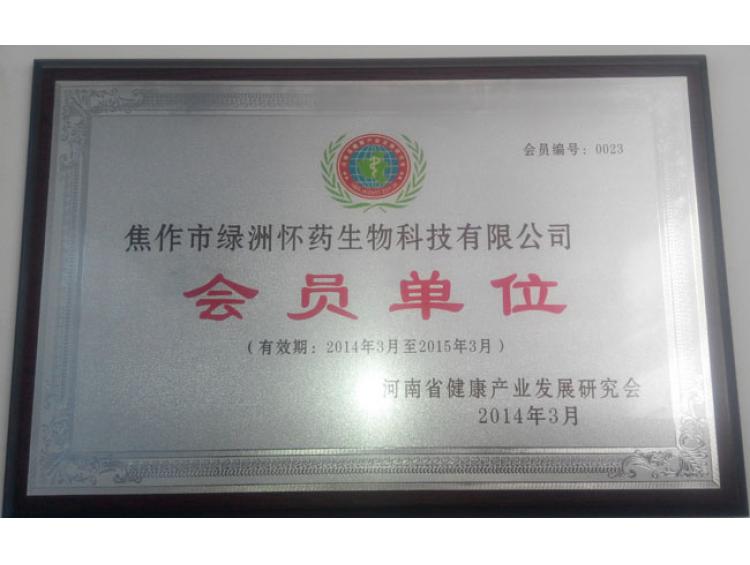 会员编号：0023
焦作市绿洲怀药生物科技有限公司
会员单位
（有效期：2014年3月至2015年3月）
河南省健康产业发展研究会
2014年3月